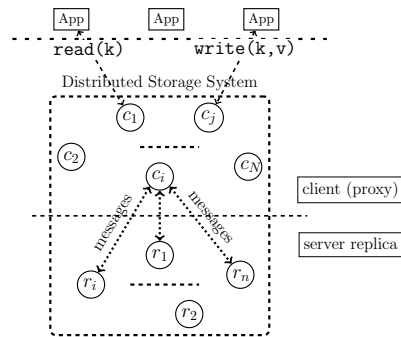 App App App
read(k) write(k,v)
Distributed Storage System
c1 cj
c2 ci cN
client (proxy)
messages messages
server replica
r1
ri rn
r2